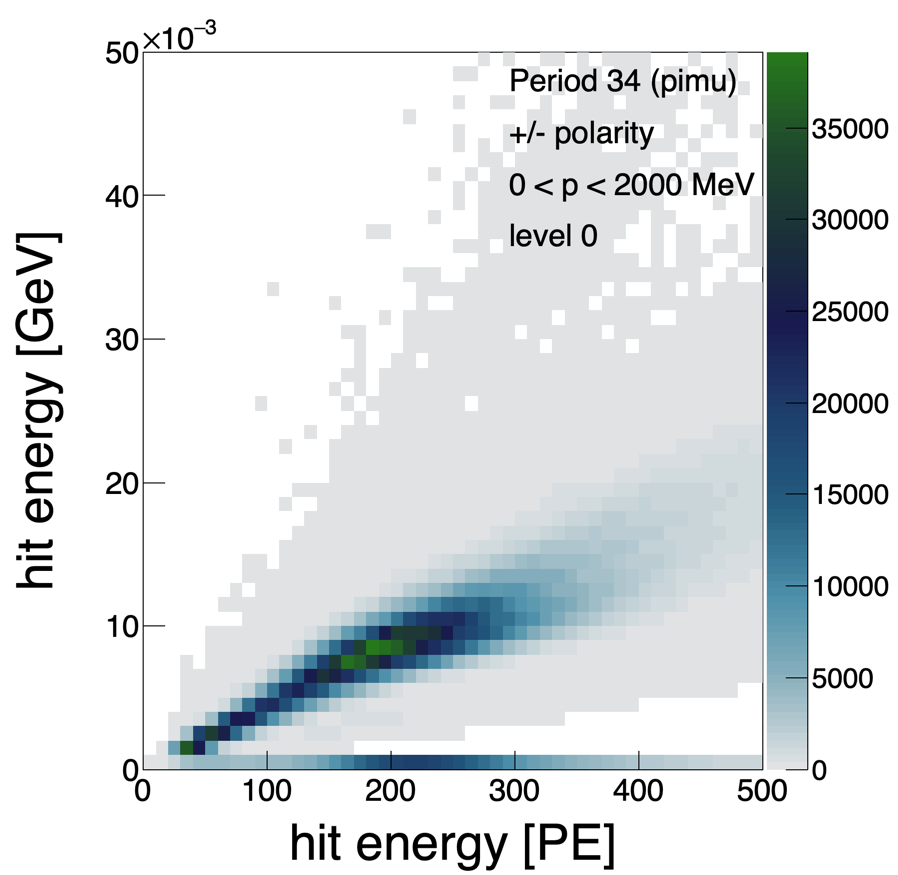 50 ×10⁻³
Period 34 (pimu)
+/- polarity
0 < p < 2000 MeV
level 0
40
30
20
10
0
hit energy [GeV]
0 100 200 300 400 500
hit energy [PE]
35000
30000
25000
20000
15000
10000
5000
0